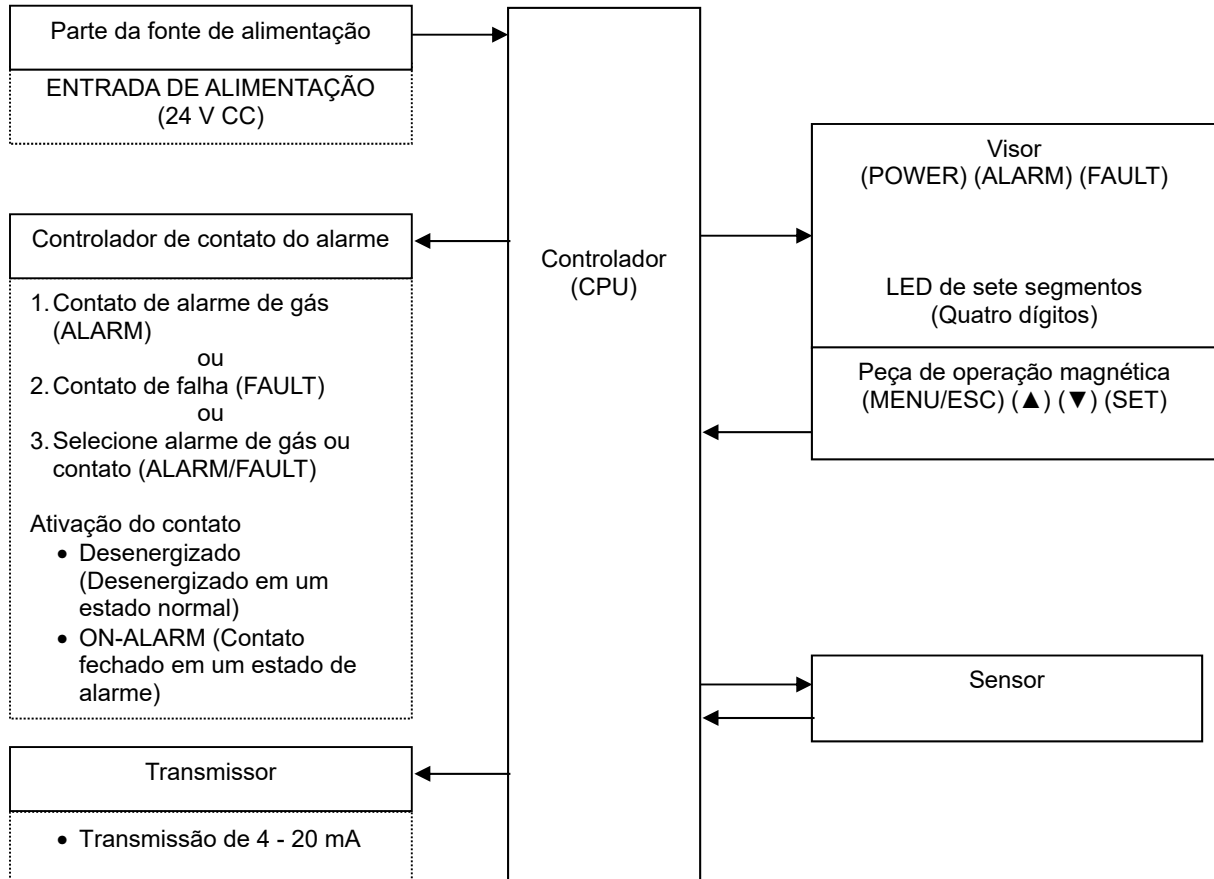 Parte da fonte de alimentação
ENTRADA DE ALIMENTAÇÃO
(24 V CC)
Controlador de contato do alarme
1. Contato de alarme de gás
(ALARM)
ou
2. Contato de falha (FAULT)
ou
3. Selecione alarme de gás ou
contato (ALARM/FAULT)
Ativação do contato
• Desenergizado
(Desenergizado em um
estado normal)
• ON-ALARM (Contato
fechado em um estado de
alarme)
Transmissor
• Transmissão de 4 - 20 mA
Controlador
(CPU)
Visor
(POWER) (ALARM) (FAULT)
LED de sete segmentos
(Quatro dígitos)
Peça de operação magnética
(MENU/ESC) (▲) (▼) (SET)
Sensor